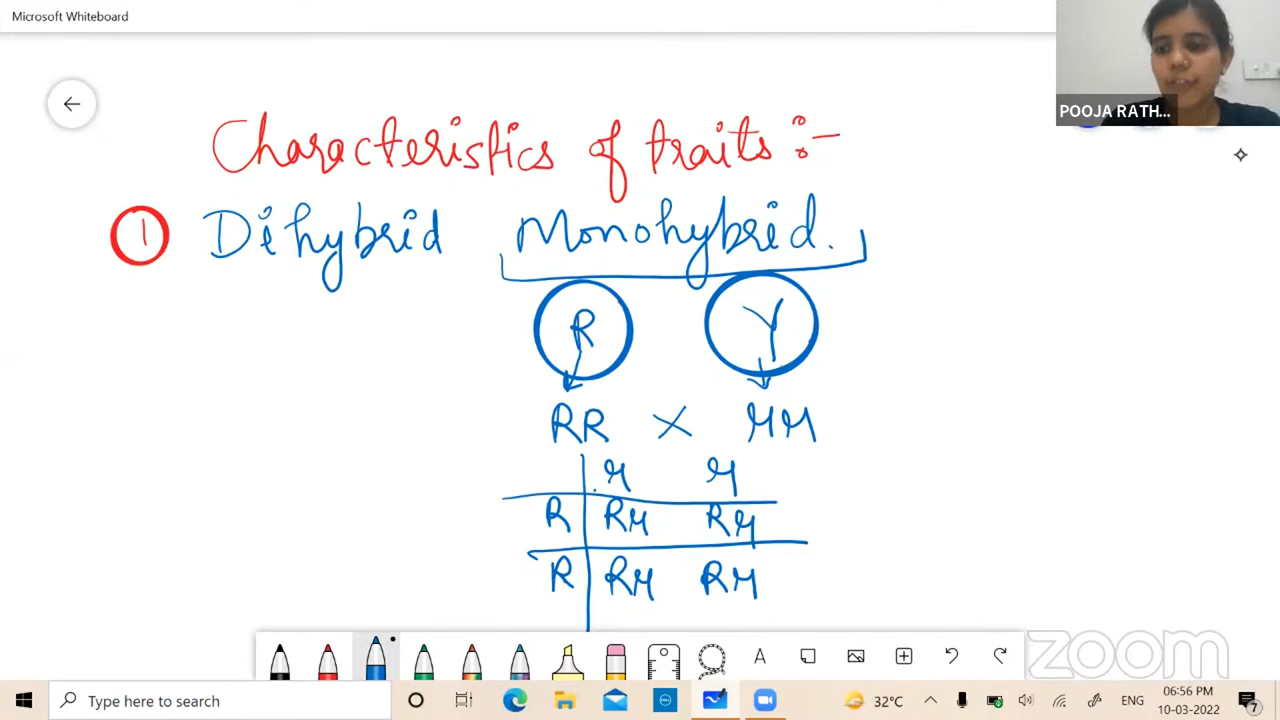 Microsoft Whiteboard
POOJA RATH...
Characteristics of traits :-
1 Dihybrid Monohybrid.
R Y
RR × rr
r r
R Rr Rr
R Rr Rr
A
zoom
Type here to search
32°C ENG 06:56 PM
10-03-2022 7